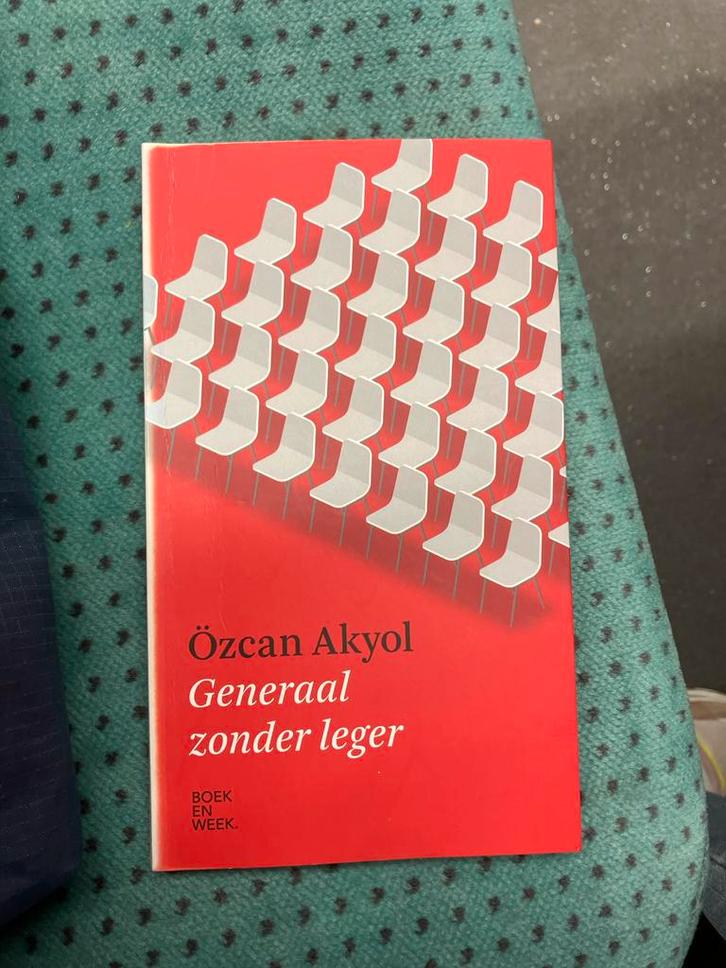 Özcan Akyol
Generaal
zonder leger
BOEK
EN
WEEK.